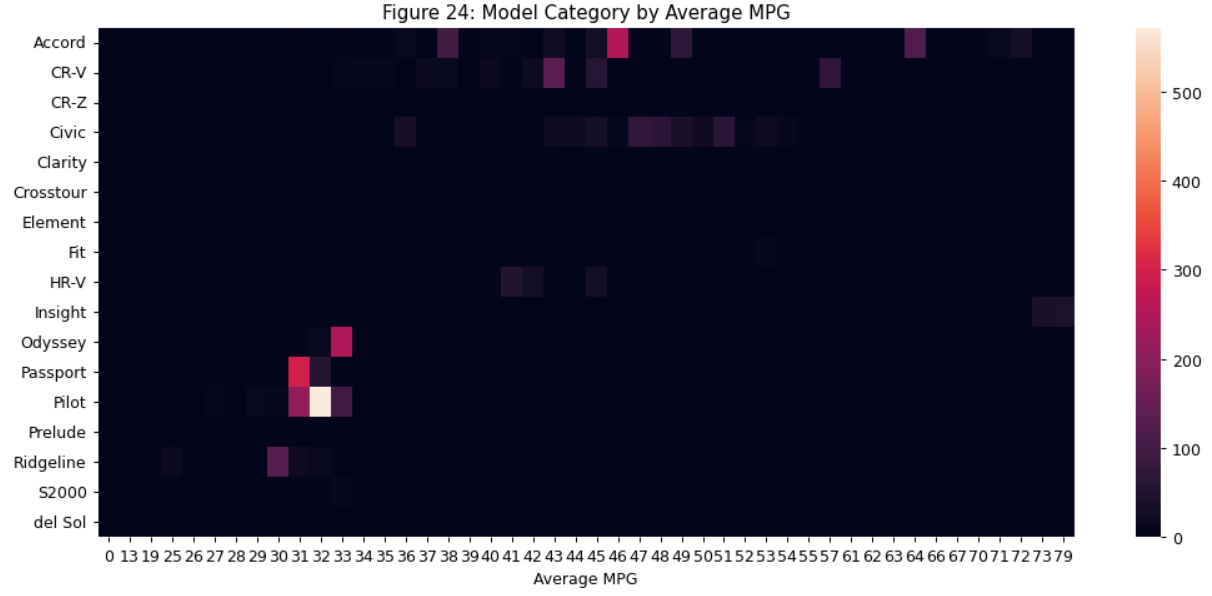 Figure 24: Model Category by Average MPG
Accord
CR-V
CR-Z
Civic
Clarity
Crosstour
Element
Fit
HR-V
Insight
Odyssey
Passport
Pilot
Prelude
Ridgeline
S2000
del Sol
0 13 19 25 26 27 28 29 30 31 32 33 34 35 36 37 38 39 40 41 42 43 44 45 46 47 48 49 50 51 52 53 54 55 57 61 62 63 64 66 67 70 71 72 73 79
Average MPG
500
400
300
200
100
0